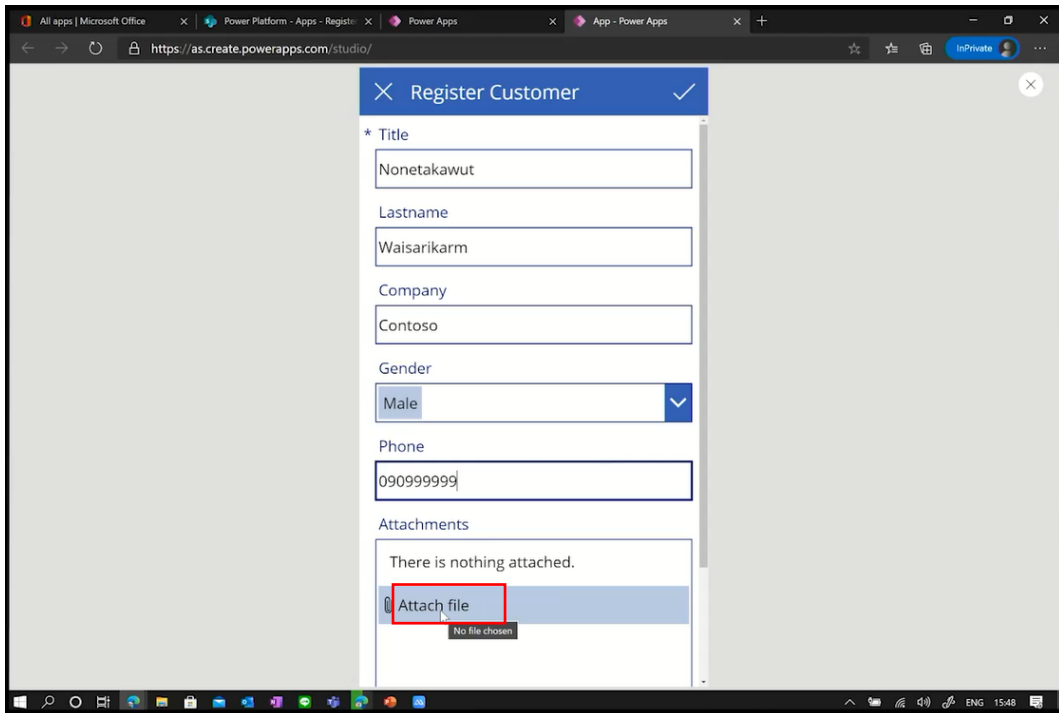 All apps | Microsoft Office
Power Platform - Apps - Register
Power Apps
App - Power Apps
https://as.create.powerapps.com/studio/
InPrivate
Register Customer
* Title
Nonetakawut
Lastname
Waisarikarm
Company
Contoso
Gender
Male
Phone
090999999
Attachments
There is nothing attached.
Attach file
No file chosen
ENG 15:48